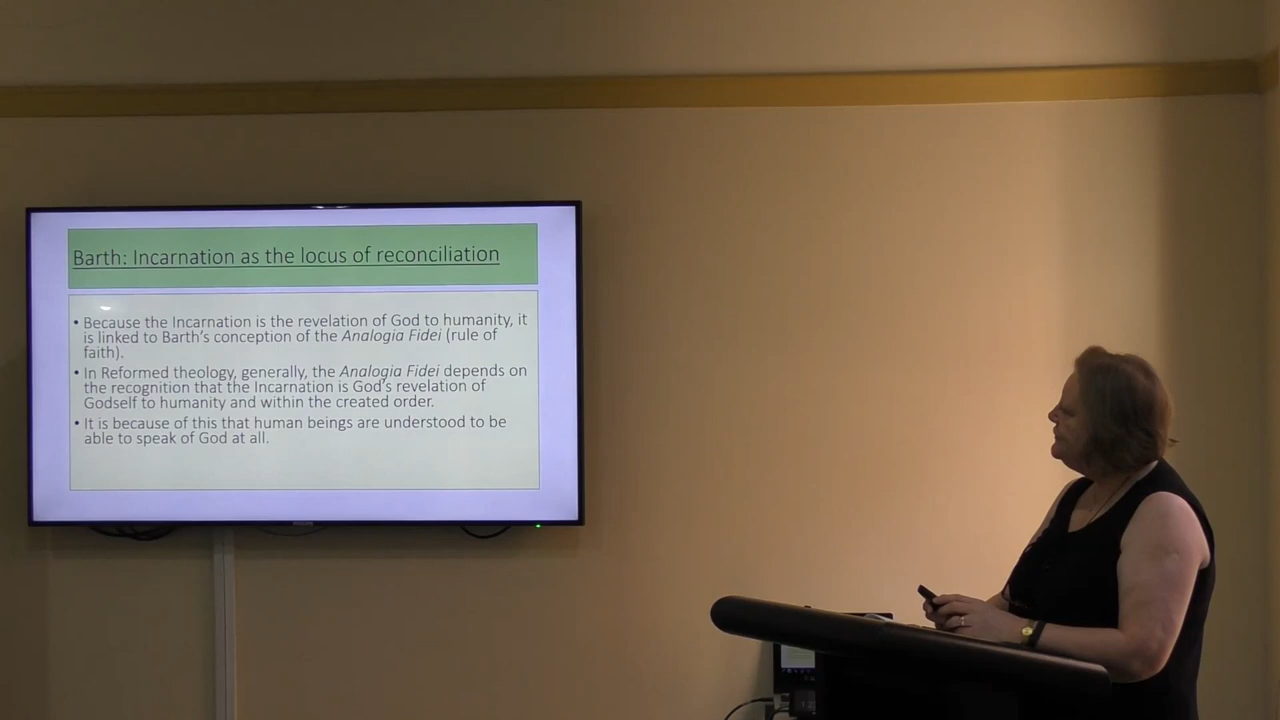 Barth: Incarnation as the locus of reconciliation
• Because the Incarnation is the revelation of God to humanity, it
is linked to Barth's conception of the Analogia Fidei (rule of
faith).
• In Reformed theology, generally, the Analogia Fidei depends on
the recognition that the Incarnation is God's revelation of
Godself to humanity and within the created order.
• It is because of this that human beings are understood to be
able to speak of God at all.